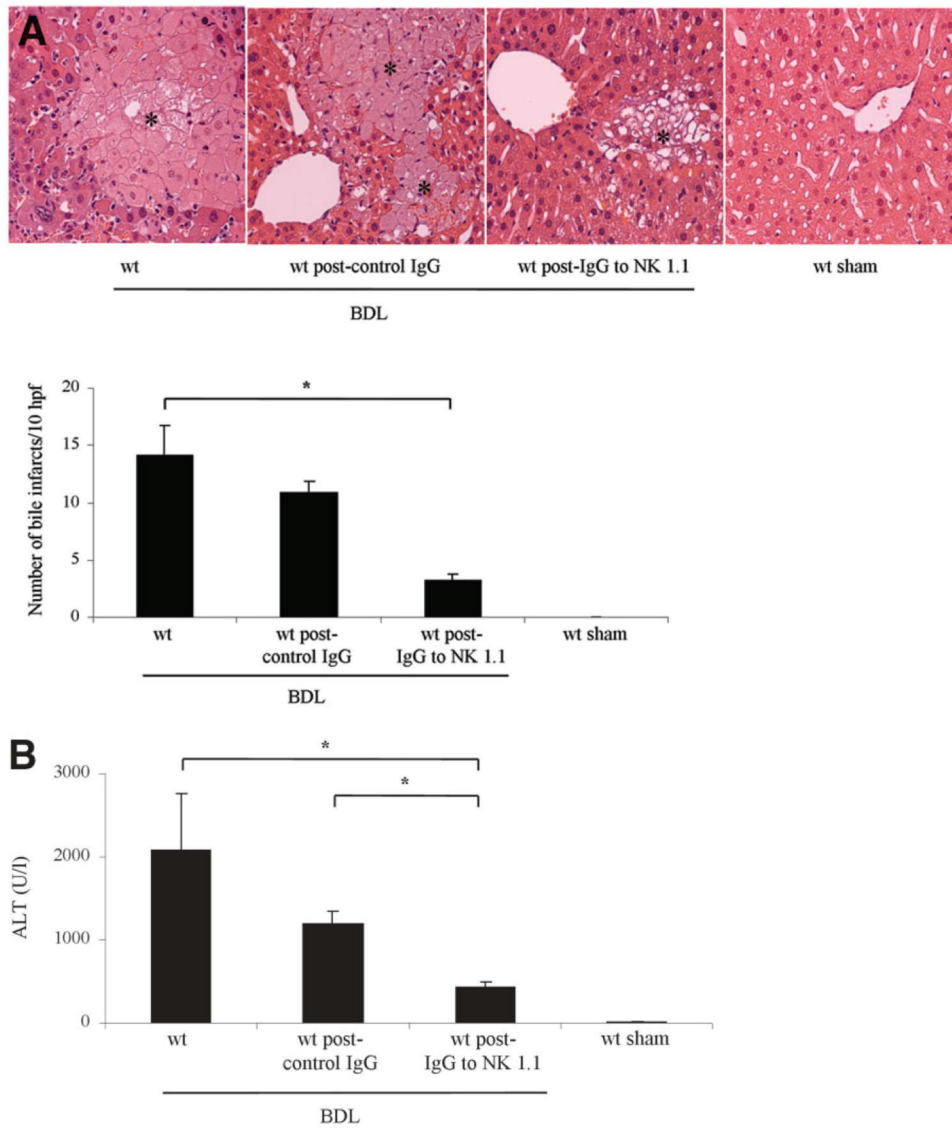 A
* * * *
wt wt post-control IgG wt post-IgG to NK 1.1 wt sham
BDL
Number of bile infarcts/10 hpf
20
15
10
5
0
*
wt wt post- wt post- wt sham
control IgG IgG to NK 1.1
BDL
B
ALT (U/l)
3000
2000
1000
0
*
*
wt wt post- wt post- wt sham
control IgG IgG to NK 1.1
BDL